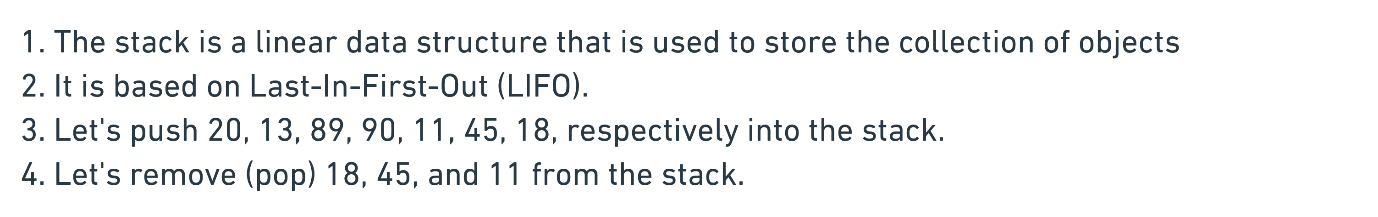 1. The stack is a linear data structure that is used to store the collection of objects
2. It is based on Last-In-First-Out (LIFO).
3. Let's push 20, 13, 89, 90, 11, 45, 18, respectively into the stack.
4. Let's remove (pop) 18, 45, and 11 from the stack.